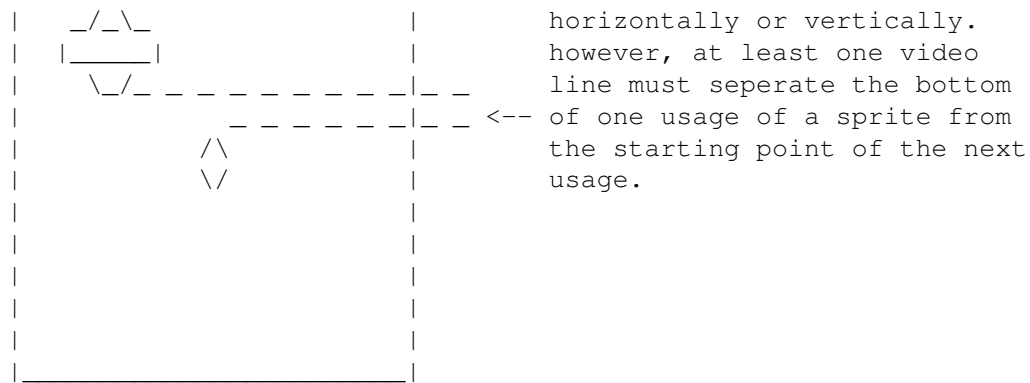 horizontally or vertically.
however, at least one video
line must seperate the bottom
<-- of one usage of a sprite from
the starting point of the next
usage.